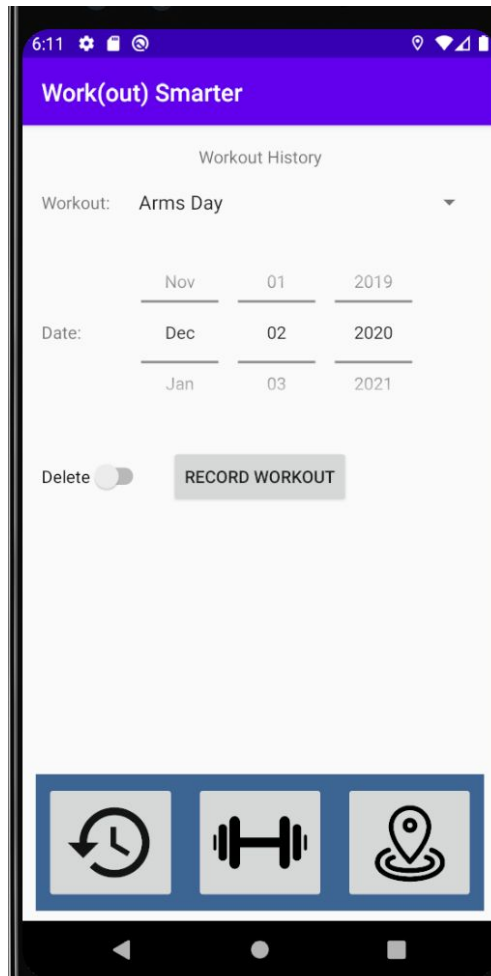 6:11
Work(out) Smarter
Workout History
Workout: Arms Day
Nov 01 2019
Date: Dec 02 2020
Jan 03 2021
Delete RECORD WORKOUT